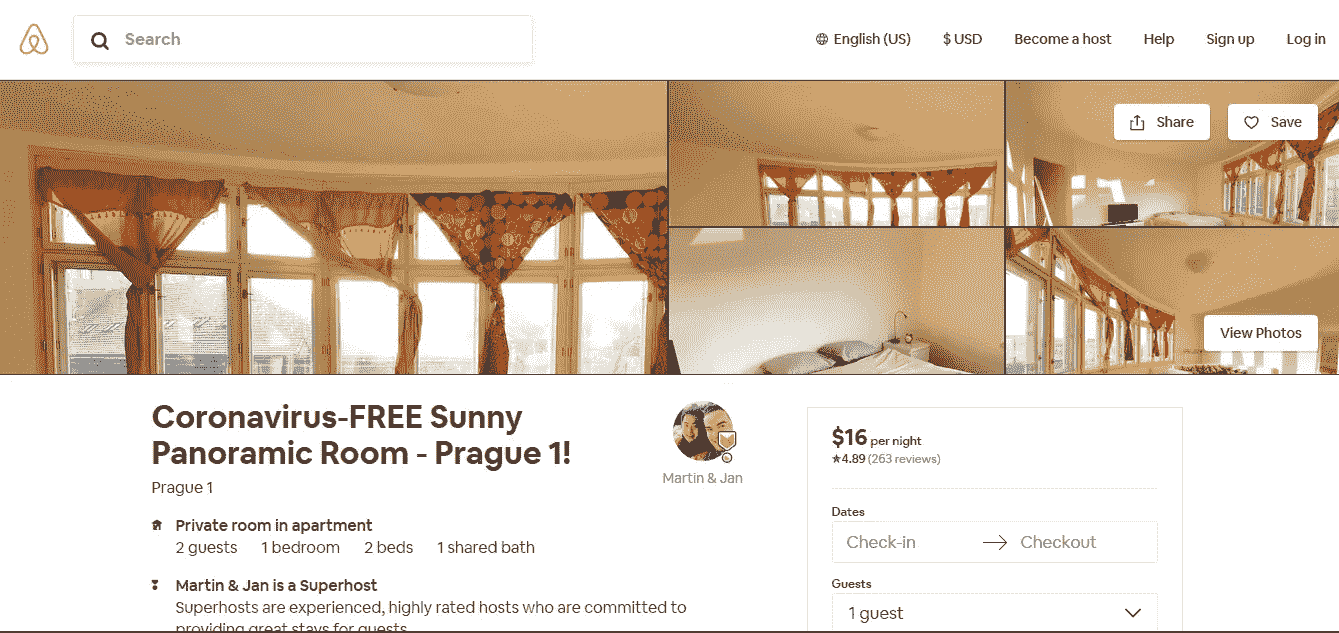 Search
English (US)
$ USD
Become a host
Help
Sign up
Log in
Share
Save
View Photos
Coronavirus-FREE Sunny
Panoramic Room - Prague 1!
Prague 1
Martin & Jan
Private room in apartment
2 guests 1 bedroom 2 beds 1 shared bath
Martin & Jan is a Superhost
Superhosts are experienced, highly rated hosts who are committed to
providing great stays for guests.
$16 per night
★4.89 (263 reviews)
Dates
Check-in → Checkout
Guests
1 guest